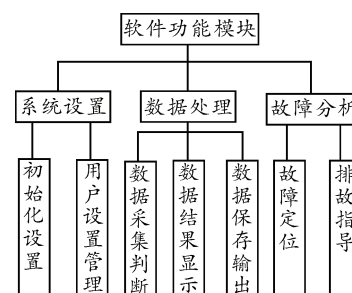 软件功能模块
系统设置
数据处理
故障分析
初始化设置
用户设置管理
数据采集判断
数据结果显示
数据保存输出
故障定位
排故指导